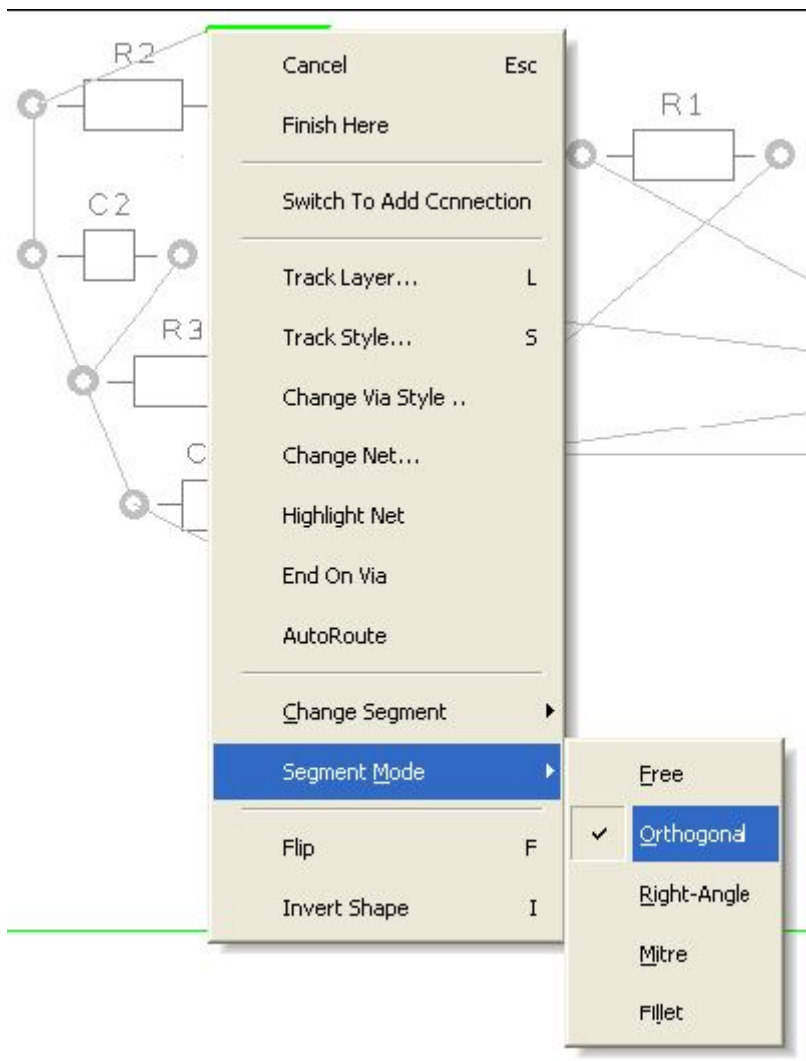 R2
R1
C2
R3
C
Cancel Esc
Finish Here
Switch To Add Ccnnection
Track Layer... L
Track Style... S
Change Via Style ..
Change Net...
Highlight Net
End On Via
AutoRoute
Change Segment
Segment Mode
Flip F
Invert Shape I
Free
Orthogonal
Right-Angle
Mitre
Fillet